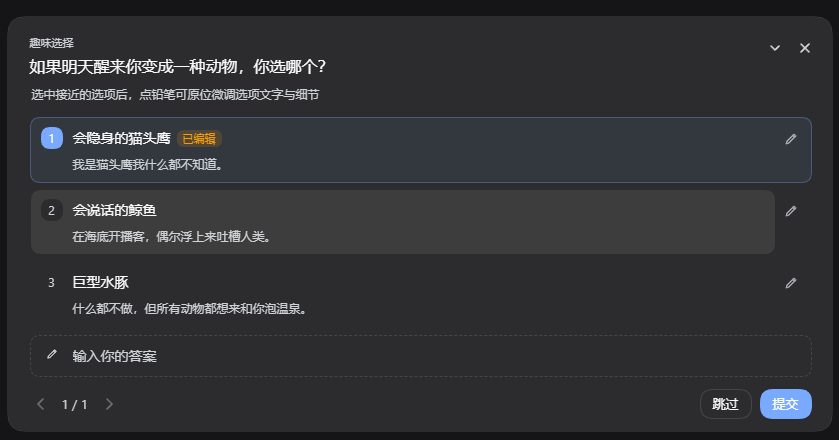 趣味选择
如果明天醒来你变成一种动物，你选哪个？
选中接近的选项后，点铅笔可原位微调选项文字与细节
1 会隐身的猫头鹰 已编辑
我是猫头鹰我什么都不知道。
2 会说话的鲸鱼
在海底开播客，偶尔浮上来吐槽人类。
3 巨型水豚
什么都不做，但所有动物都想来和你泡温泉。
输入你的答案
1 / 1 跳过 提交